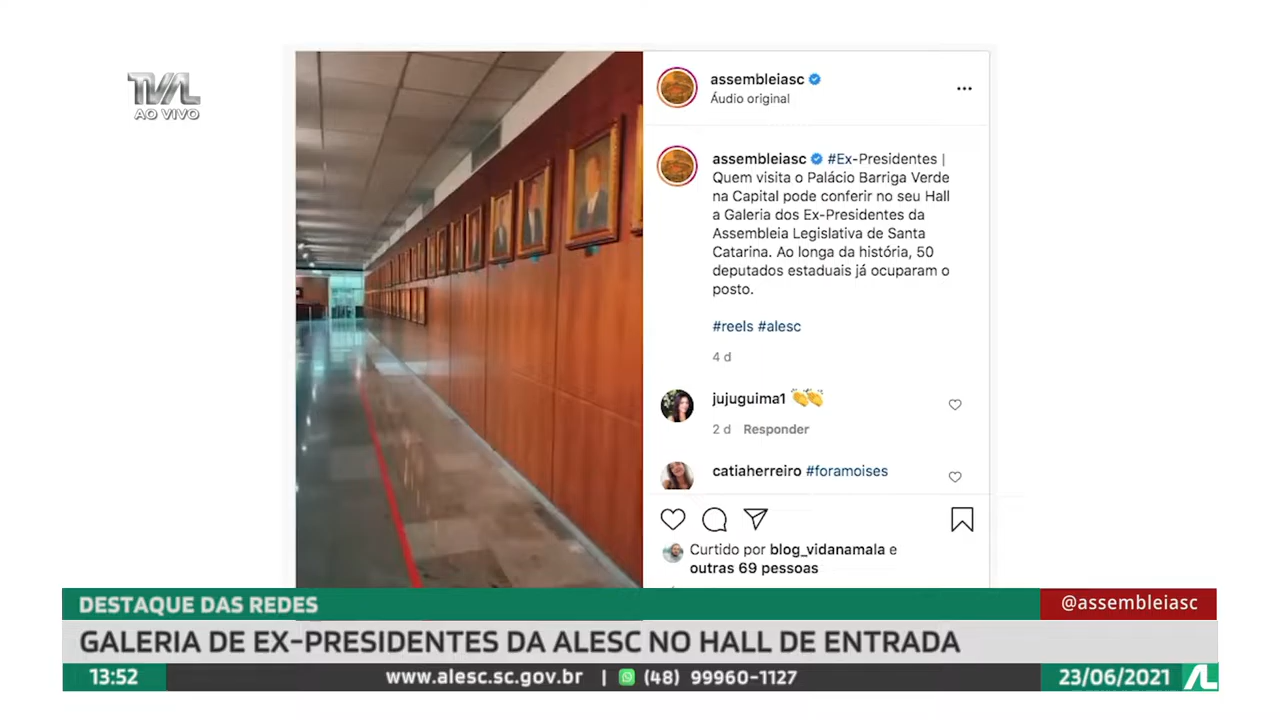 TVAL
AO VIVO
assembleiasc
Áudio original
assembleiasc #Ex-Presidentes |
Quem visita o Palácio Barriga Verde
na Capital pode conferir no seu Hall
a Galeria dos Ex-Presidentes da
Assembleia Legislativa de Santa
Catarina. Ao longa da história, 50
deputados estaduais já ocuparam o
posto.
#reels #alesc
4 d
jujuguima1 👏👏
2 d Responder
catiaherreiro #foramoises
Curtido por blog_vidanamala e
outras 69 pessoas
DESTAQUE DAS REDES
@assembleiasc
GALERIA DE EX-PRESIDENTES DA ALESC NO HALL DE ENTRADA
13:52
www.alesc.sc.gov.br | (48) 99960-1127
23/06/2021
AL